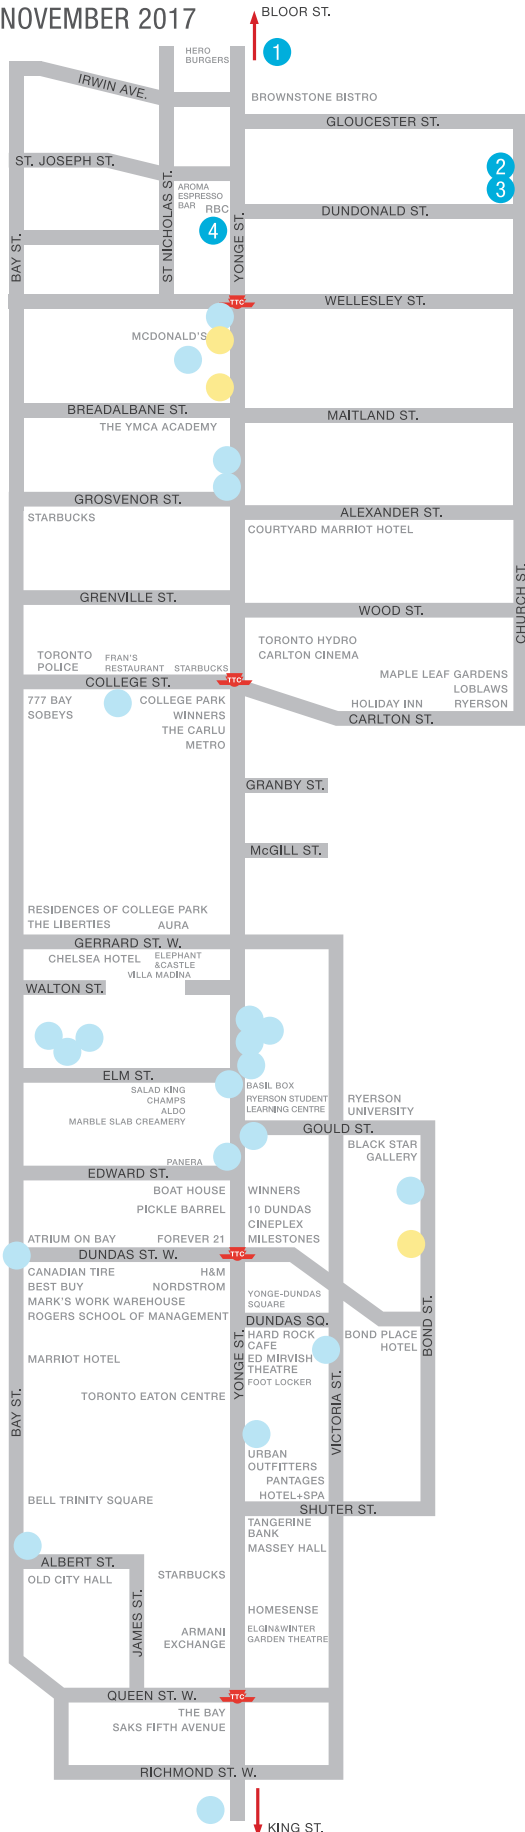 NOVEMBER 2017
BLOOR ST.
1
HERO
BURGERS
IRWIN AVE.
BROWNSTONE BISTRO
GLOUCESTER ST.
ST. JOSEPH ST.
2
3
AROMA
ESPRESSO
BAR
RBC
DUNDONALD ST.
4
BAY ST.
ST NICHOLAS ST.
YONGE ST.
TTC
WELLESLEY ST.
MCDONALD'S
BREADALBANE ST.
MAITLAND ST.
THE YMCA ACADEMY
GROSVENOR ST.
ALEXANDER ST.
STARBUCKS
COURTYARD MARRIOT HOTEL
GRENVILLE ST.
WOOD ST.
CHURCH ST.
TORONTO HYDRO
CARLTON CINEMA
TORONTO
POLICE
FRAN'S
RESTAURANT
STARBUCKS
COLLEGE ST.
TTC
MAPLE LEAF GARDENS
LOBLAWS
HOLIDAY INN
RYERSON
CARLTON ST.
777 BAY
SOBEYS
COLLEGE PARK
WINNERS
THE CARLU
METRO
GRANBY ST.
McGILL ST.
RESIDENCES OF COLLEGE PARK
THE LIBERTIES
AURA
GERRARD ST. W.
CHELSEA HOTEL
ELEPHANT
&CASTLE
VILLA MADINA
WALTON ST.
ELM ST.
SALAD KING
CHAMPS
ALDO
MARBLE SLAB CREAMERY
BASIL BOX
RYERSON STUDENT
LEARNING CENTRE
RYERSON
UNIVERSITY
GOULD ST.
BLACK STAR
GALLERY
PANERA
EDWARD ST.
BOAT HOUSE
PICKLE BARREL
WINNERS
10 DUNDAS
CINEPLEX
MILESTONES
ATRIUM ON BAY
FOREVER 21
DUNDAS ST. W.
TTC
CANADIAN TIRE
H&M
BEST BUY
NORDSTROM
MARK'S WORK WAREHOUSE
ROGERS SCHOOL OF MANAGEMENT
YONGE-DUNDAS
SQUARE
DUNDAS SQ.
HARD ROCK
CAFE
ED MIRVISH
THEATRE
FOOT LOCKER
BOND PLACE
HOTEL
BOND ST.
MARRIOT HOTEL
TORONTO EATON CENTRE
BAY ST.
YONGE ST.
VICTORIA ST.
URBAN
OUTFITTERS
PANTAGES
HOTEL+SPA
BELL TRINITY SQUARE
SHUTER ST.
TANGERINE
BANK
MASSEY HALL
ALBERT ST.
OLD CITY HALL
STARBUCKS
JAMES ST.
HOMESENSE
ARMANI
EXCHANGE
ELGIN&WINTER
GARDEN THEATRE
QUEEN ST. W.
TTC
THE BAY
SAKS FIFTH AVENUE
RICHMOND ST. W.
KING ST.